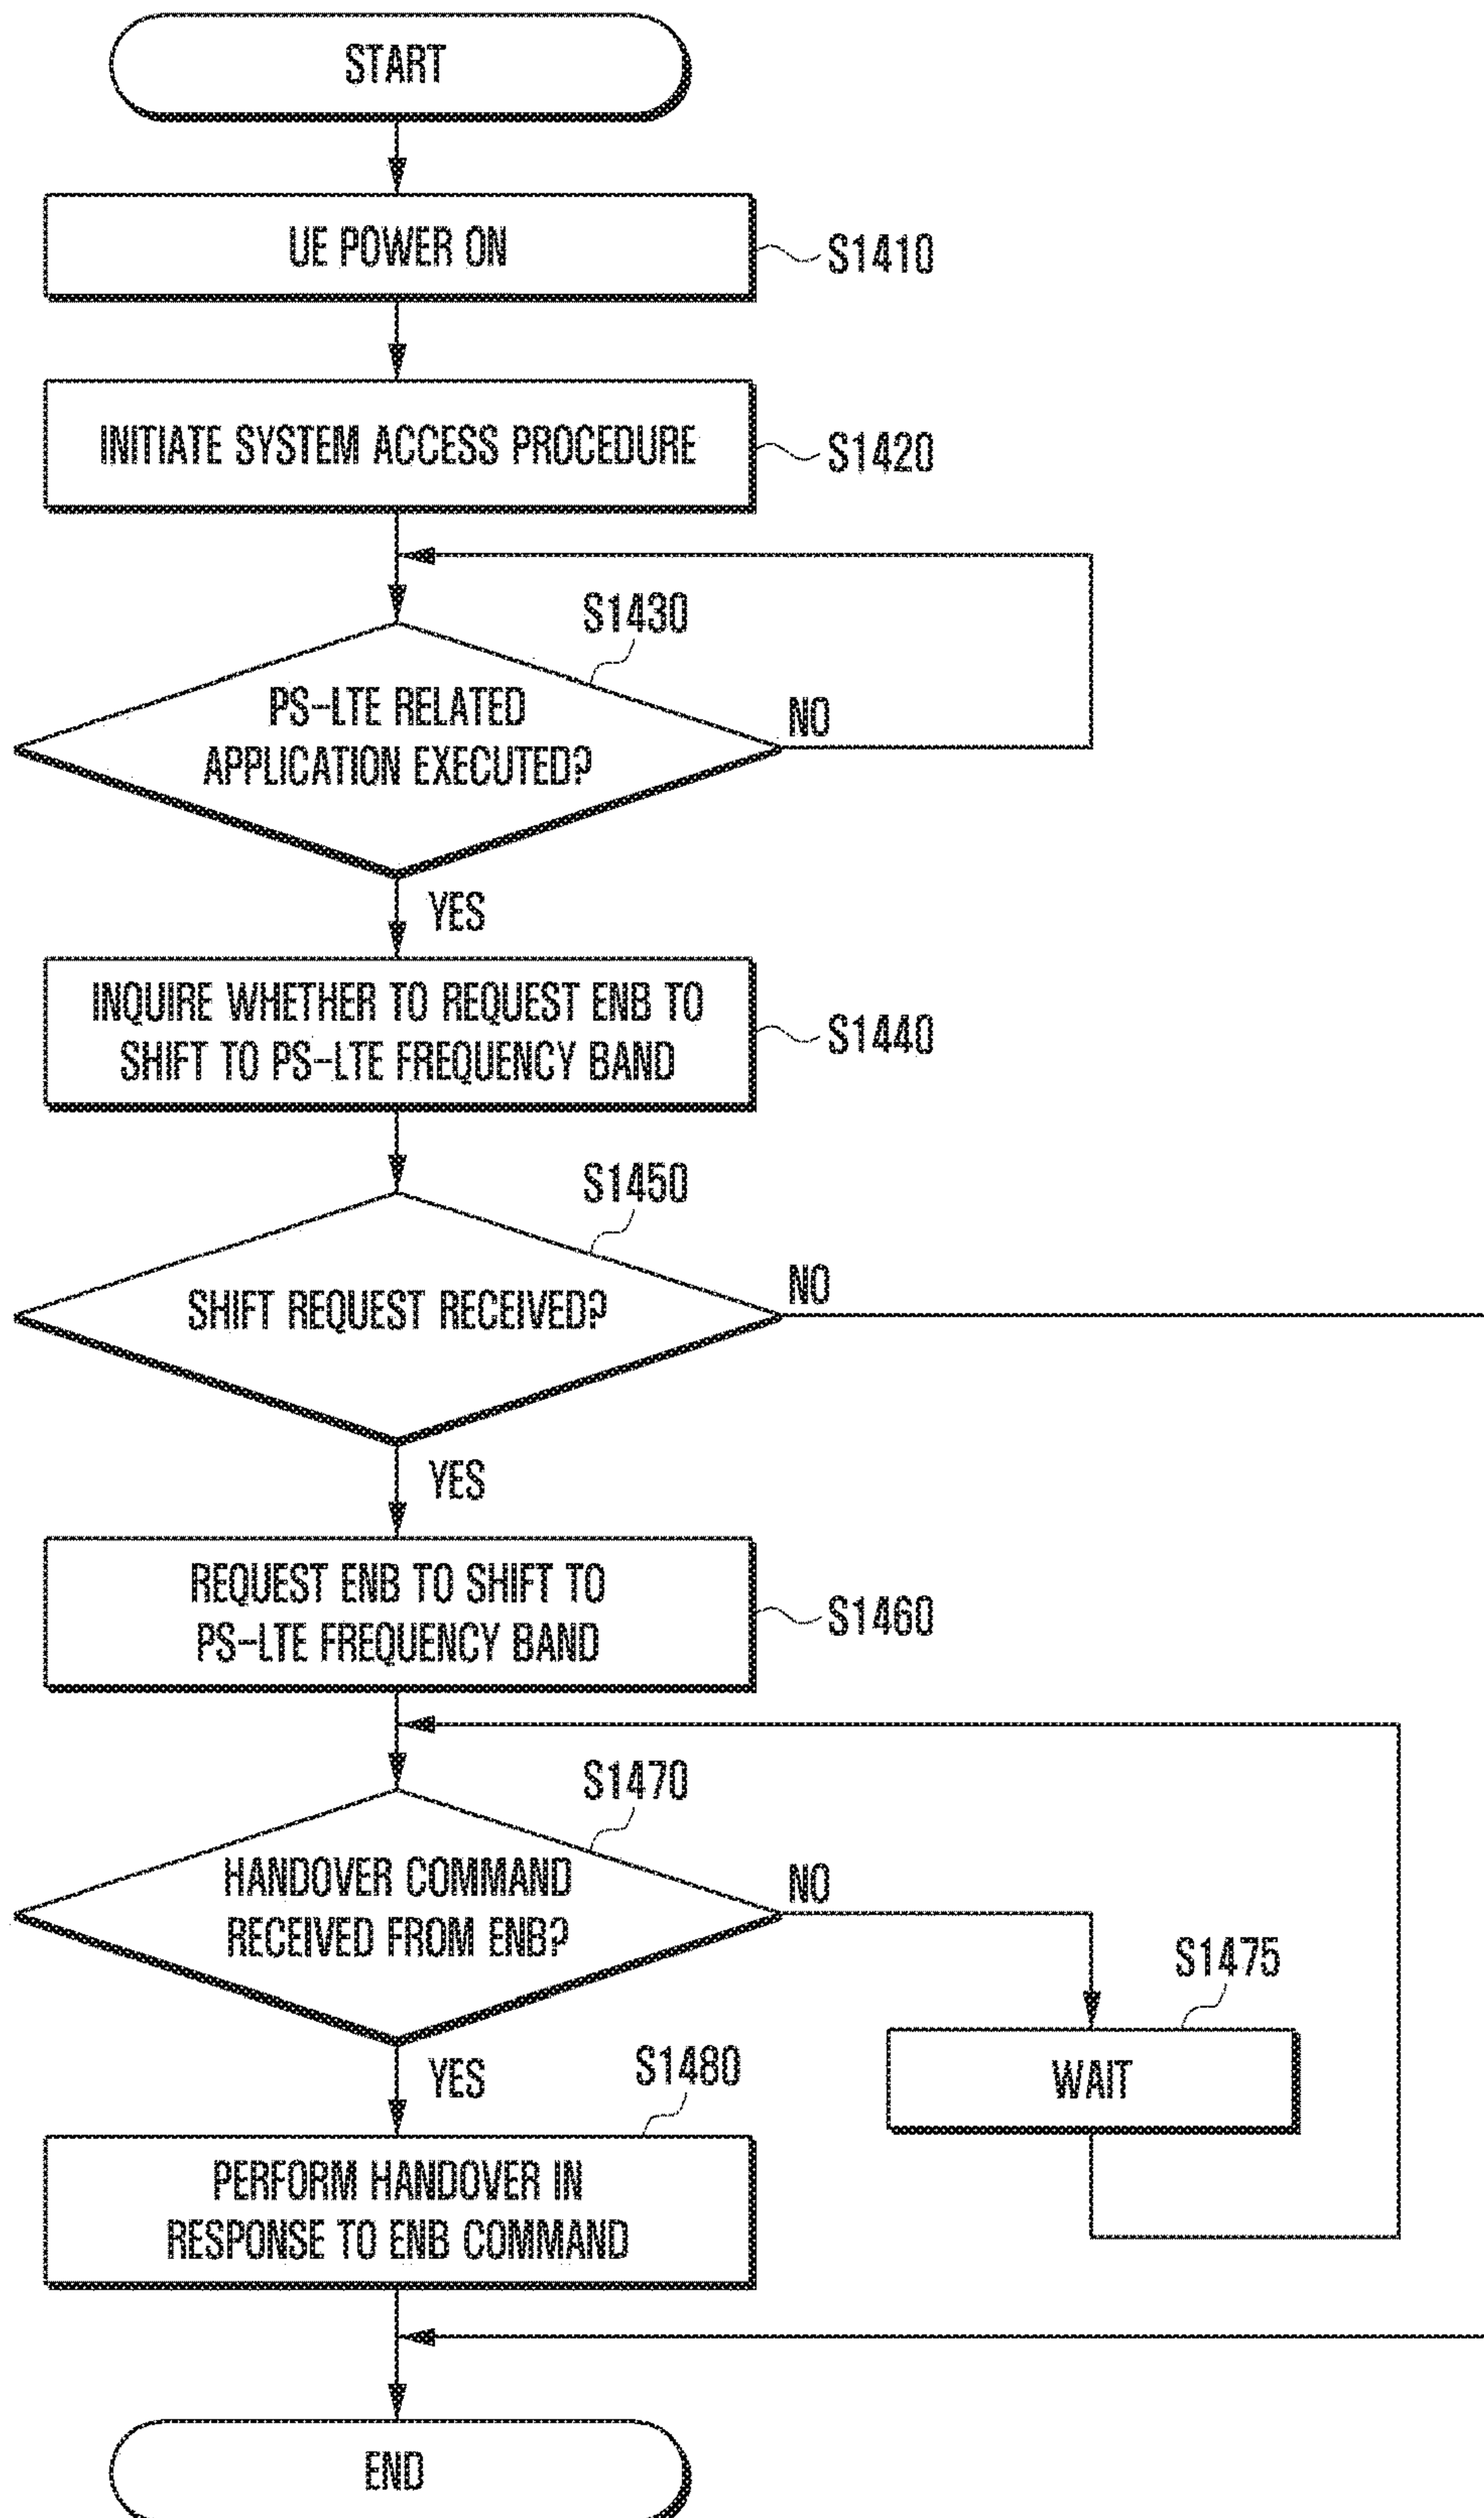 START
UE POWER ON
S1410
INITIATE SYSTEM ACCESS PROCEDURE
S1420
S1430
PS-LTE RELATED
APPLICATION EXECUTED?
NO
YES
INQUIRE WHETHER TO REQUEST ENB TO
SHIFT TO PS-LTE FREQUENCY BAND
S1440
S1450
SHIFT REQUEST RECEIVED?
NO
YES
REQUEST ENB TO SHIFT TO
PS-LTE FREQUENCY BAND
S1460
S1470
HANDOVER COMMAND
RECEIVED FROM ENB?
NO
S1475
WAIT
YES
S1480
PERFORM HANDOVER IN
RESPONSE TO ENB COMMAND
END